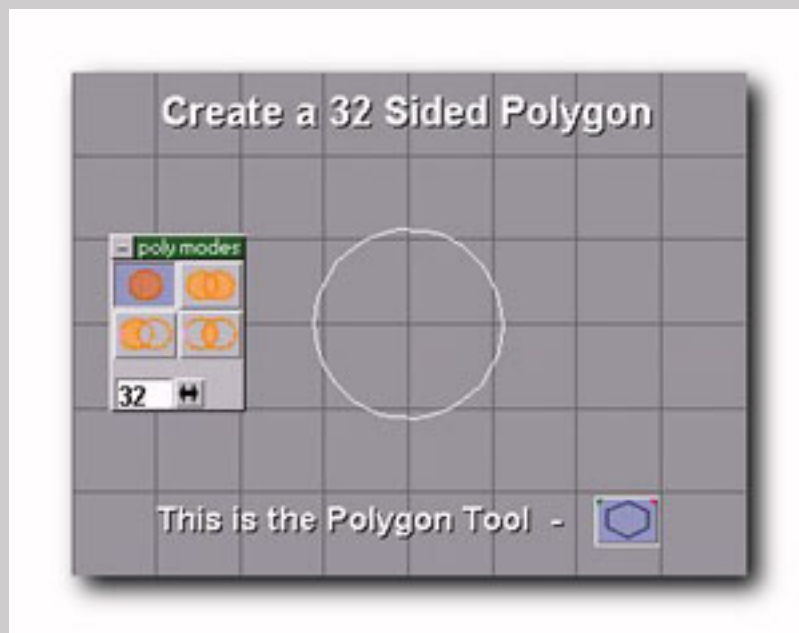 Create a 32 Sided Polygon
poly modes
32
This is the Polygon Tool -